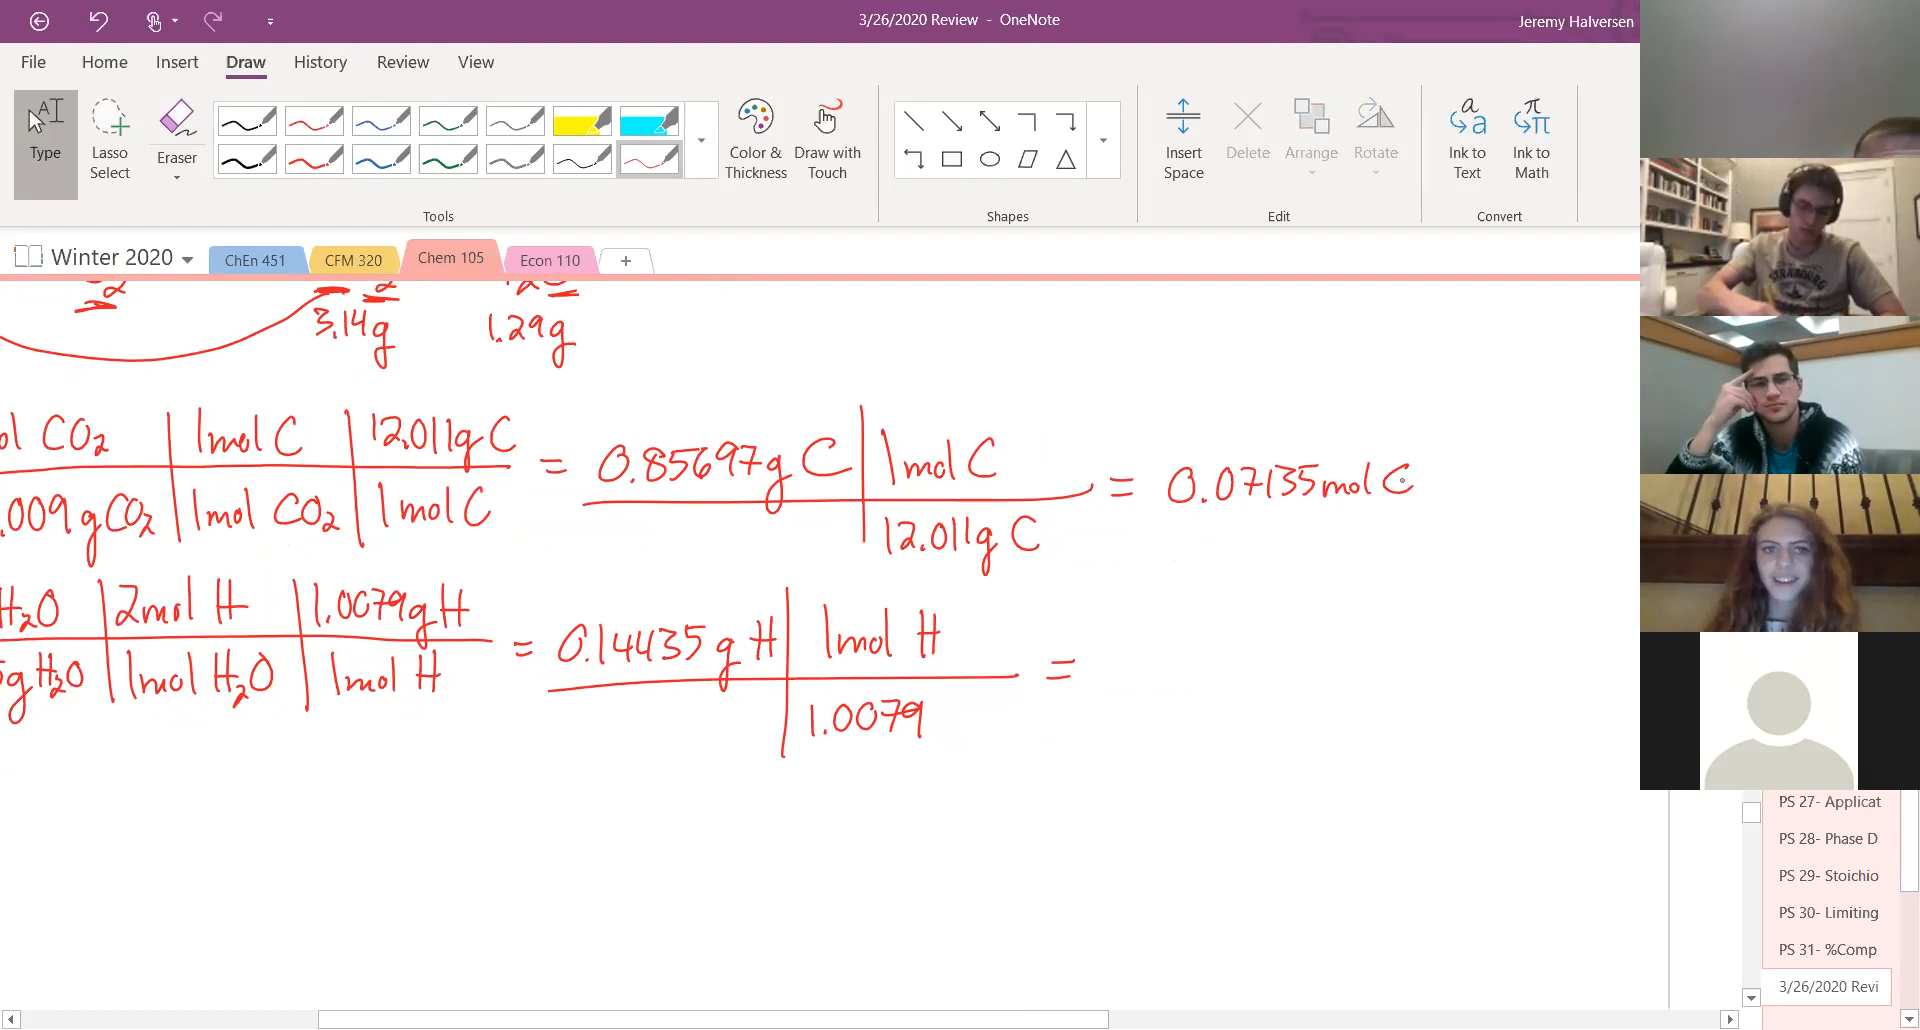 3/26/2020 Review - OneNote
Jeremy Halversen
File Home Insert Draw History Review View
Type
Lasso Select
Eraser
Color & Thickness
Draw with Touch
Insert Space
Delete
Arrange
Rotate
Ink to Text
Ink to Math
Tools
Shapes
Edit
Convert
Winter 2020
ChEn 451
CFM 320
Chem 105
Econ 110
+
3.14g 1.29g
ol CO2 | 1mol C | 12.011g C
.009 g CO2 | 1mol CO2 | 1mol C
= 0.85697g C | 1mol C
12.011g C
= 0.07135mol C
H2O | 2mol H | 1.0079g H
g H2O | 1mol H2O | 1mol H
= 0.14435 g H | 1mol H
1.0079
=
PS 27- Applicat
PS 28- Phase D
PS 29- Stoichio
PS 30- Limiting
PS 31- %Comp
3/26/2020 Revi